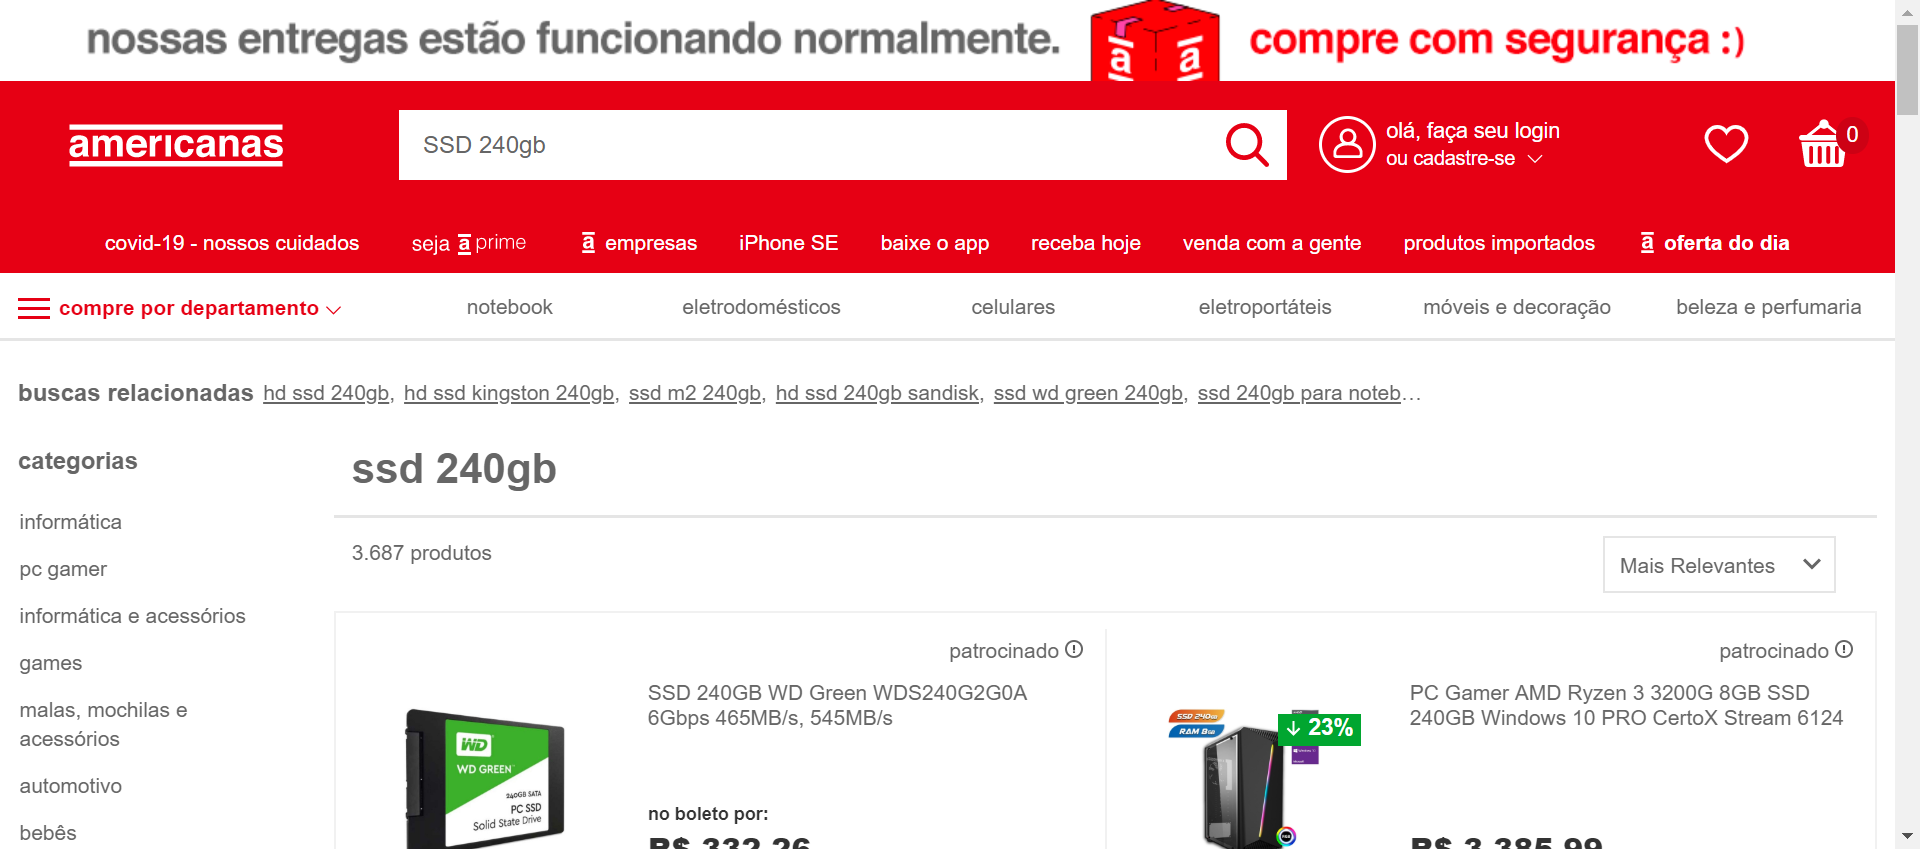 nossas entregas estão funcionando normalmente.
compre com segurança :)
americanas
SSD 240gb
olá, faça seu login
ou cadastre-se
0
covid-19 - nossos cuidados
seja a prime
a empresas
iPhone SE
baixe o app
receba hoje
venda com a gente
produtos importados
a oferta do dia
compre por departamento
notebook
eletrodomésticos
celulares
eletroportáteis
móveis e decoração
beleza e perfumaria
buscas relacionadas hd ssd 240gb, hd ssd kingston 240gb, ssd m2 240gb, hd ssd 240gb sandisk, ssd wd green 240gb, ssd 240gb para noteb…
categorias
informática
pc gamer
informática e acessórios
games
malas, mochilas e
acessórios
automotivo
bebês
ssd 240gb
3.687 produtos
Mais Relevantes
patrocinado
SSD 240GB WD Green WDS240G2G0A
6Gbps 465MB/s, 545MB/s
WD
WD GREEN
240GB SATA
PC SSD
Solid State Drive
no boleto por:
R$ 332,26
patrocinado
PC Gamer AMD Ryzen 3 3200G 8GB SSD
240GB Windows 10 PRO CertoX Stream 6124
SSD 240GB
RAM 8GB
23%
R$ 3.385,99